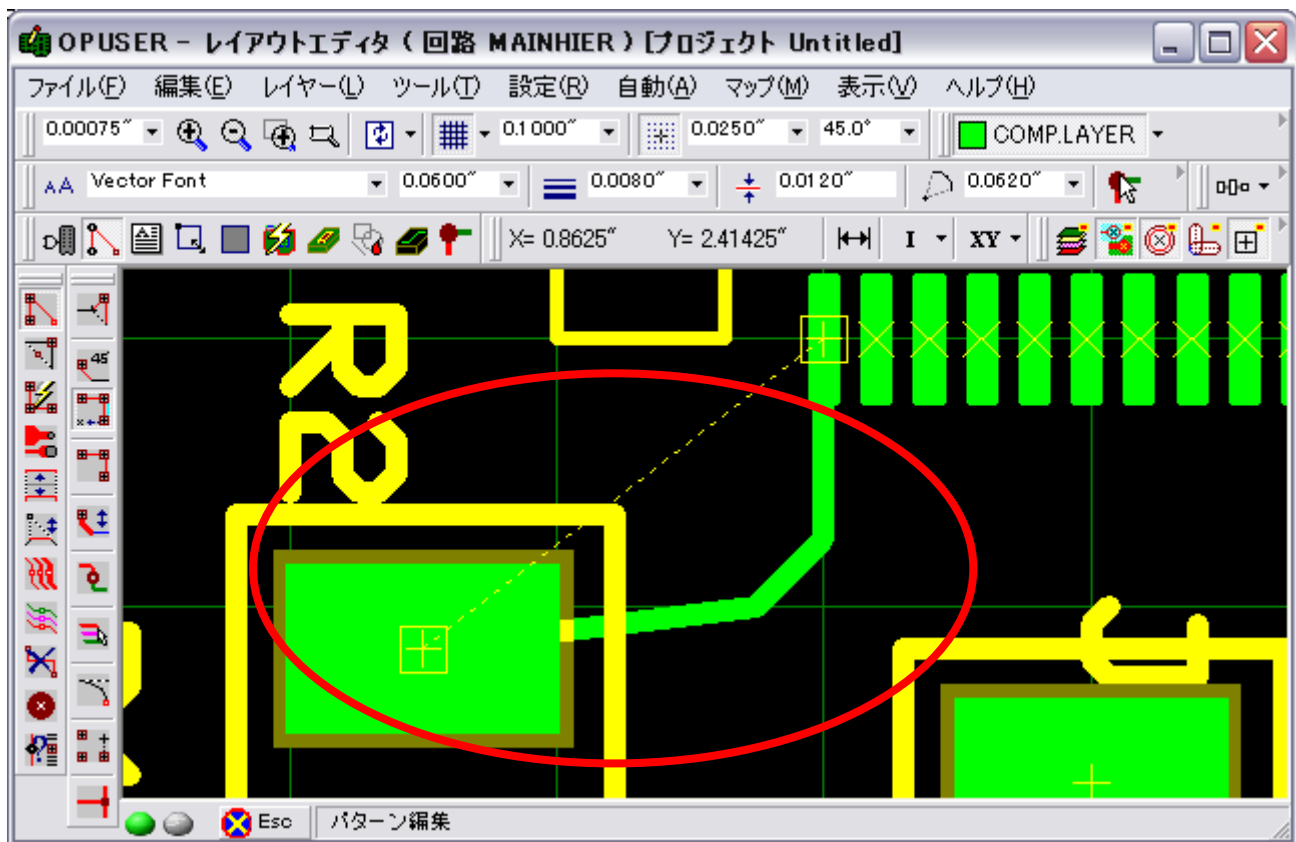 OPUSER - レイアウトエディタ ( 回路 MAINHIER ) [プロジェクト Untitled]
ファイル(F) 編集(E) レイヤー(L) ツール(T) 設定(R) 自動(A) マップ(M) 表示(V) ヘルプ(H)
0.00075″ 0.1000″ 0.0250″ 45.0° COMP.LAYER
AA Vector Font 0.0600″ 0.0080″ 0.0120″ 0.0620″
X= 0.8625″ Y= 2.41425″ I XY
45
R2
Esc パターン編集